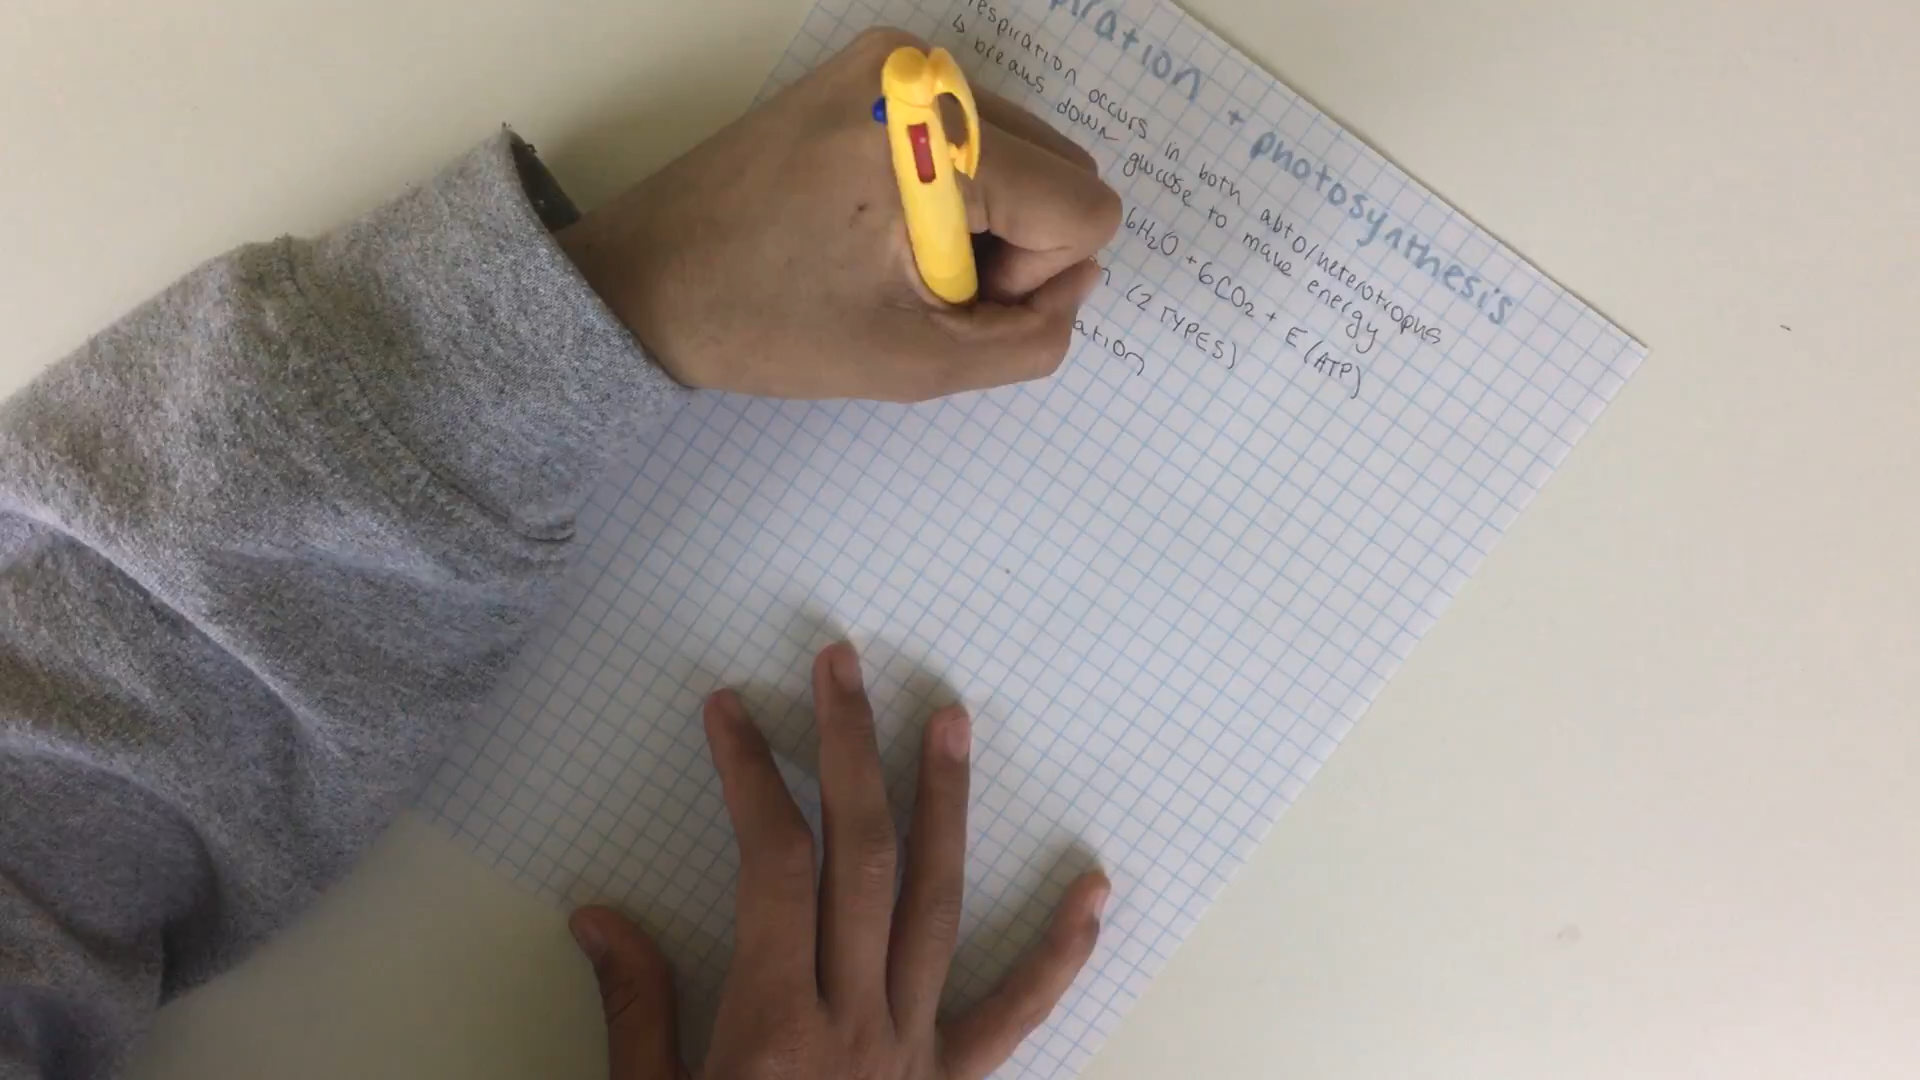 piration + photosynthesis
respiration occurs in both auto/heterotrophs
↳ breaks down glucose to make energy
6H₂O + 6CO₂ + E (ATP)
n (2 TYPES)
ation